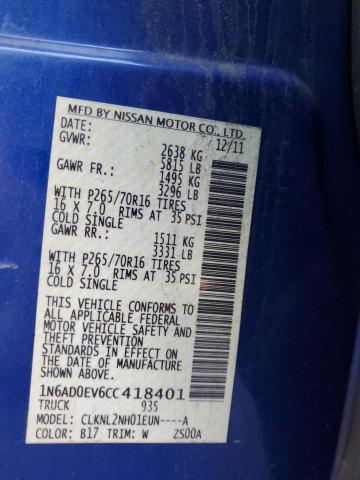 MFD BY NISSAN MOTOR CO., LTD.
12/11
GVWR: 2638 KG
5815 LB
GAWR FR.: 1495 KG
3296 LB
WITH P265/70R16 TIRES
16 X 7.0 RIMS AT 35 PSI
COLD SINGLE
GAWR RR.: 1511 KG
3331 LB
WITH P265/70R16 TIRES
16 X 7.0 RIMS AT 35 PSI
COLD SINGLE
THIS VEHICLE CONFORMS TO
ALL APPLICABLE FEDERAL
MOTOR VEHICLE SAFETY AND
THEFT PREVENTION
STANDARDS IN EFFECT ON
THE DATE OF MANUFACTURE
SHOWN ABOVE.
1N6AD0EV6CC418401
TRUCK 935
MODEL: CLKNL2NH01EUN----A
COLOR: B17 TRIM: W 2S00A